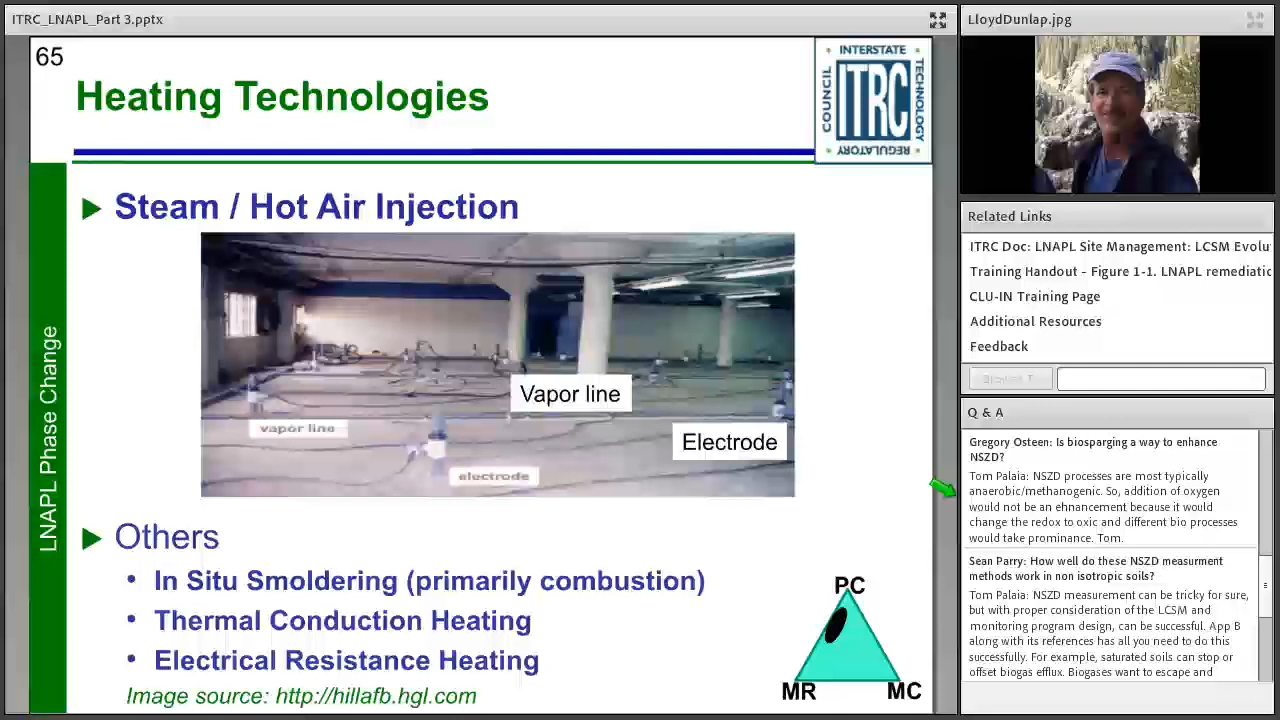 ITRC_LNAPL_Part 3.pptx
65
Heating Technologies
INTERSTATE
COUNCIL
ITRC
TECHNOLOGY
REGULATORY
LNAPL Phase Change
Steam / Hot Air Injection
Vapor line
vapor line
Electrode
electrode
Others
• In Situ Smoldering (primarily combustion)
• Thermal Conduction Heating
• Electrical Resistance Heating
Image source: http://hillafb.hgl.com
PC
MR
MC
LloydDunlap.jpg
Related Links
ITRC Doc: LNAPL Site Management: LCSM Evolu
Training Handout - Figure 1-1. LNAPL remediatic
CLU-IN Training Page
Additional Resources
Feedback
Q & A
Gregory Osteen: Is biosparging a way to enhance
NSZD?
Tom Palaia: NSZD processes are most typically
anaerobic/methanogenic. So, addition of oxygen
would not be an ehnancement because it would
change the redox to oxic and different bio processes
would take prominance. Tom.
Sean Parry: How well do these NSZD measurment
methods work in non isotropic soils?
Tom Palaia: NSZD measurement can be tricky for sure,
but with proper consideration of the LCSM and
monitoring program design, can be successful. App B
along with its references has all you need to do this
successfully. For example, saturated soils can stop or
offset biogas efflux. Biogases want to escape and